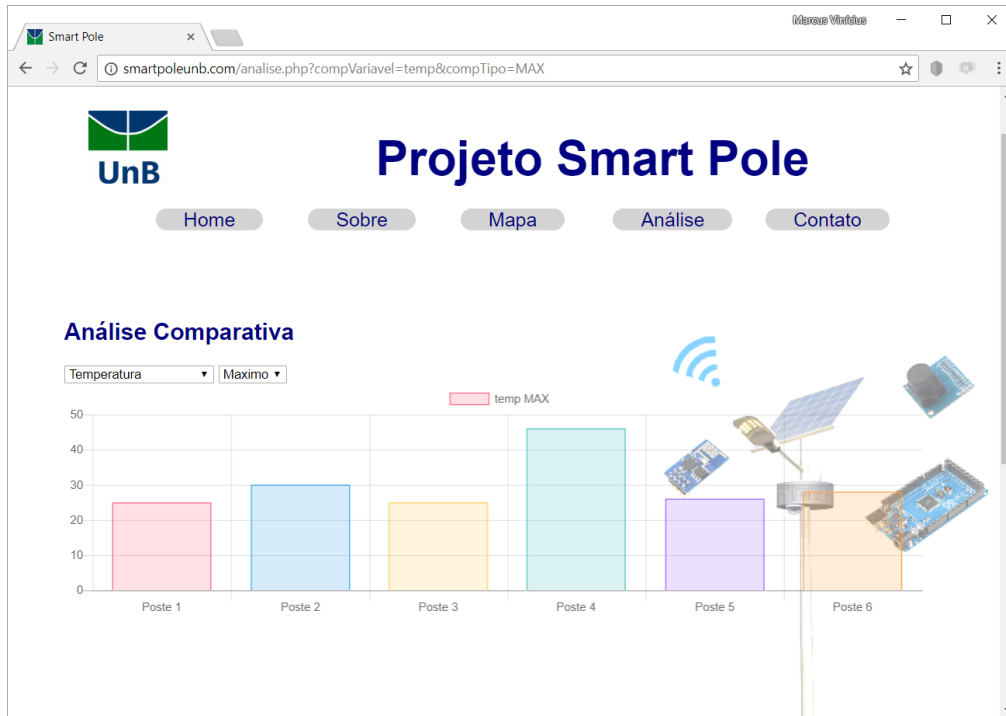 Marcus Vinícius
Smart Pole
smartpoleunb.com/analise.php?compVariavel=temp&compTipo=MAX
UnB
Projeto Smart Pole
Home Sobre Mapa Análise Contato
Análise Comparativa
Temperatura Maximo
temp MAX
50
40
30
20
10
0
Poste 1 Poste 2 Poste 3 Poste 4 Poste 5 Poste 6